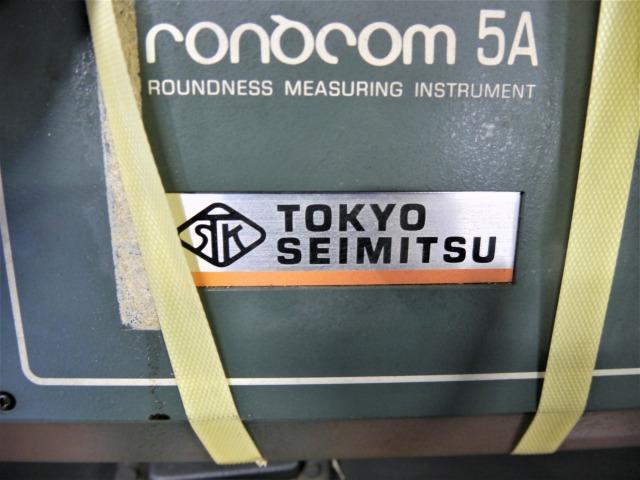 rondcom 5A
ROUNDNESS MEASURING INSTRUMENT
STK TOKYO
SEIMITSU